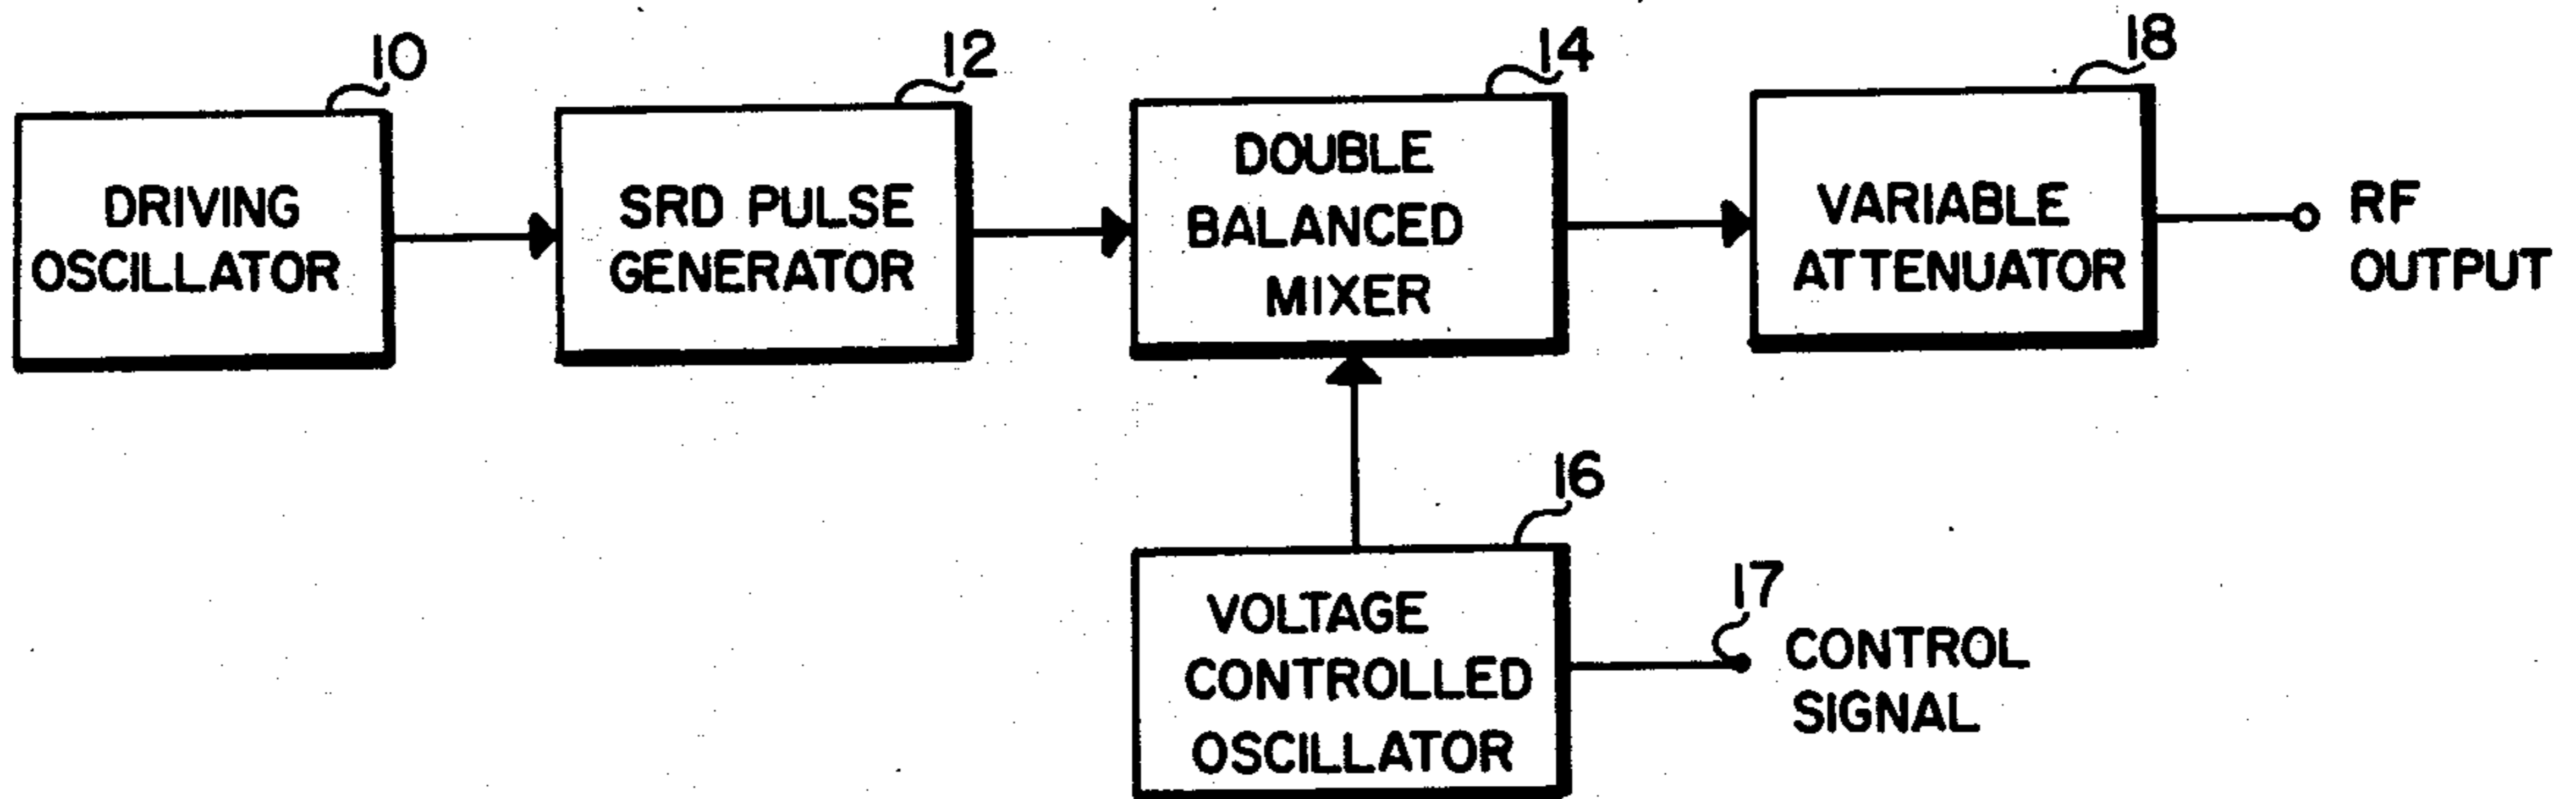 10
12
14
18
DRIVING
OSCILLATOR
SRD PULSE
GENERATOR
DOUBLE
BALANCED
MIXER
VARIABLE
ATTENUATOR
RF
OUTPUT
16
VOLTAGE
CONTROLLED
OSCILLATOR
17
CONTROL
SIGNAL